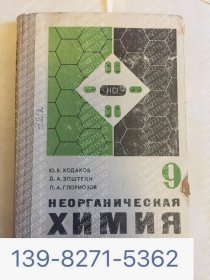 HCl
Ю.В. ХОДАКОВ
Д.А. ЭПШТЕЙН
П.А. ГЛОРИОЗОВ
9
НЕОРГАНИЧЕСКАЯ
ХИМИЯ
139-8271-5362